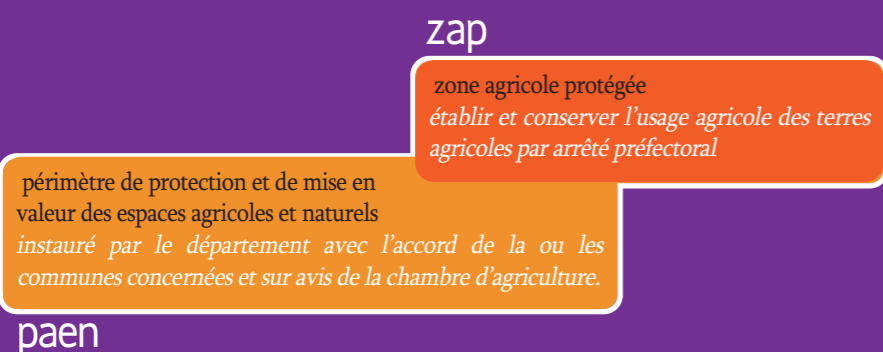 zap
zone agricole protégée
établir et conserver l'usage agricole des terres
agricoles par arrêté préfectoral
périmètre de protection et de mise en
valeur des espaces agricoles et naturels
instauré par le département avec l'accord de la ou les
communes concernées et sur avis de la chambre d'agriculture.
paen